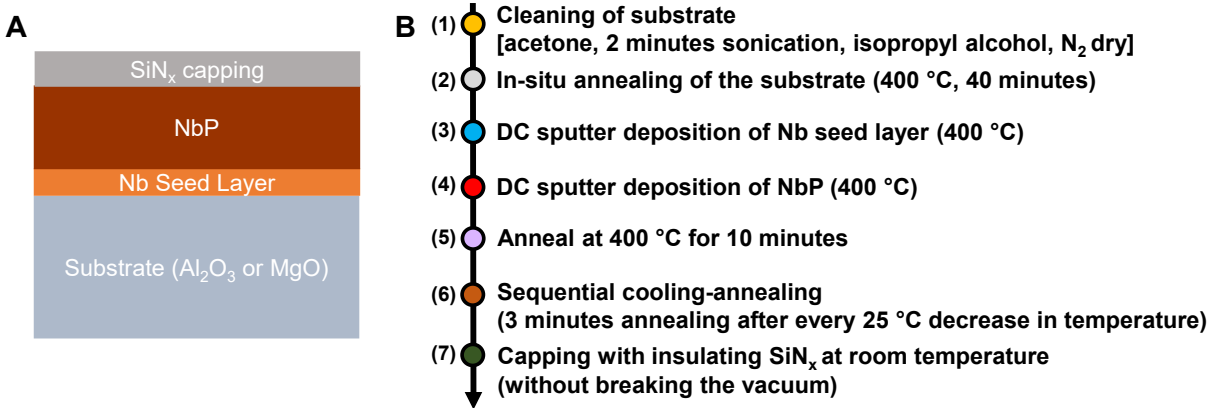 A
SiNₓ capping
NbP
Nb Seed Layer
Substrate (Al₂O₃ or MgO)
B
(1) Cleaning of substrate
[acetone, 2 minutes sonication, isopropyl alcohol, N₂ dry]
(2) In-situ annealing of the substrate (400 °C, 40 minutes)
(3) DC sputter deposition of Nb seed layer (400 °C)
(4) DC sputter deposition of NbP (400 °C)
(5) Anneal at 400 °C for 10 minutes
(6) Sequential cooling-annealing
(3 minutes annealing after every 25 °C decrease in temperature)
(7) Capping with insulating SiNₓ at room temperature
(without breaking the vacuum)